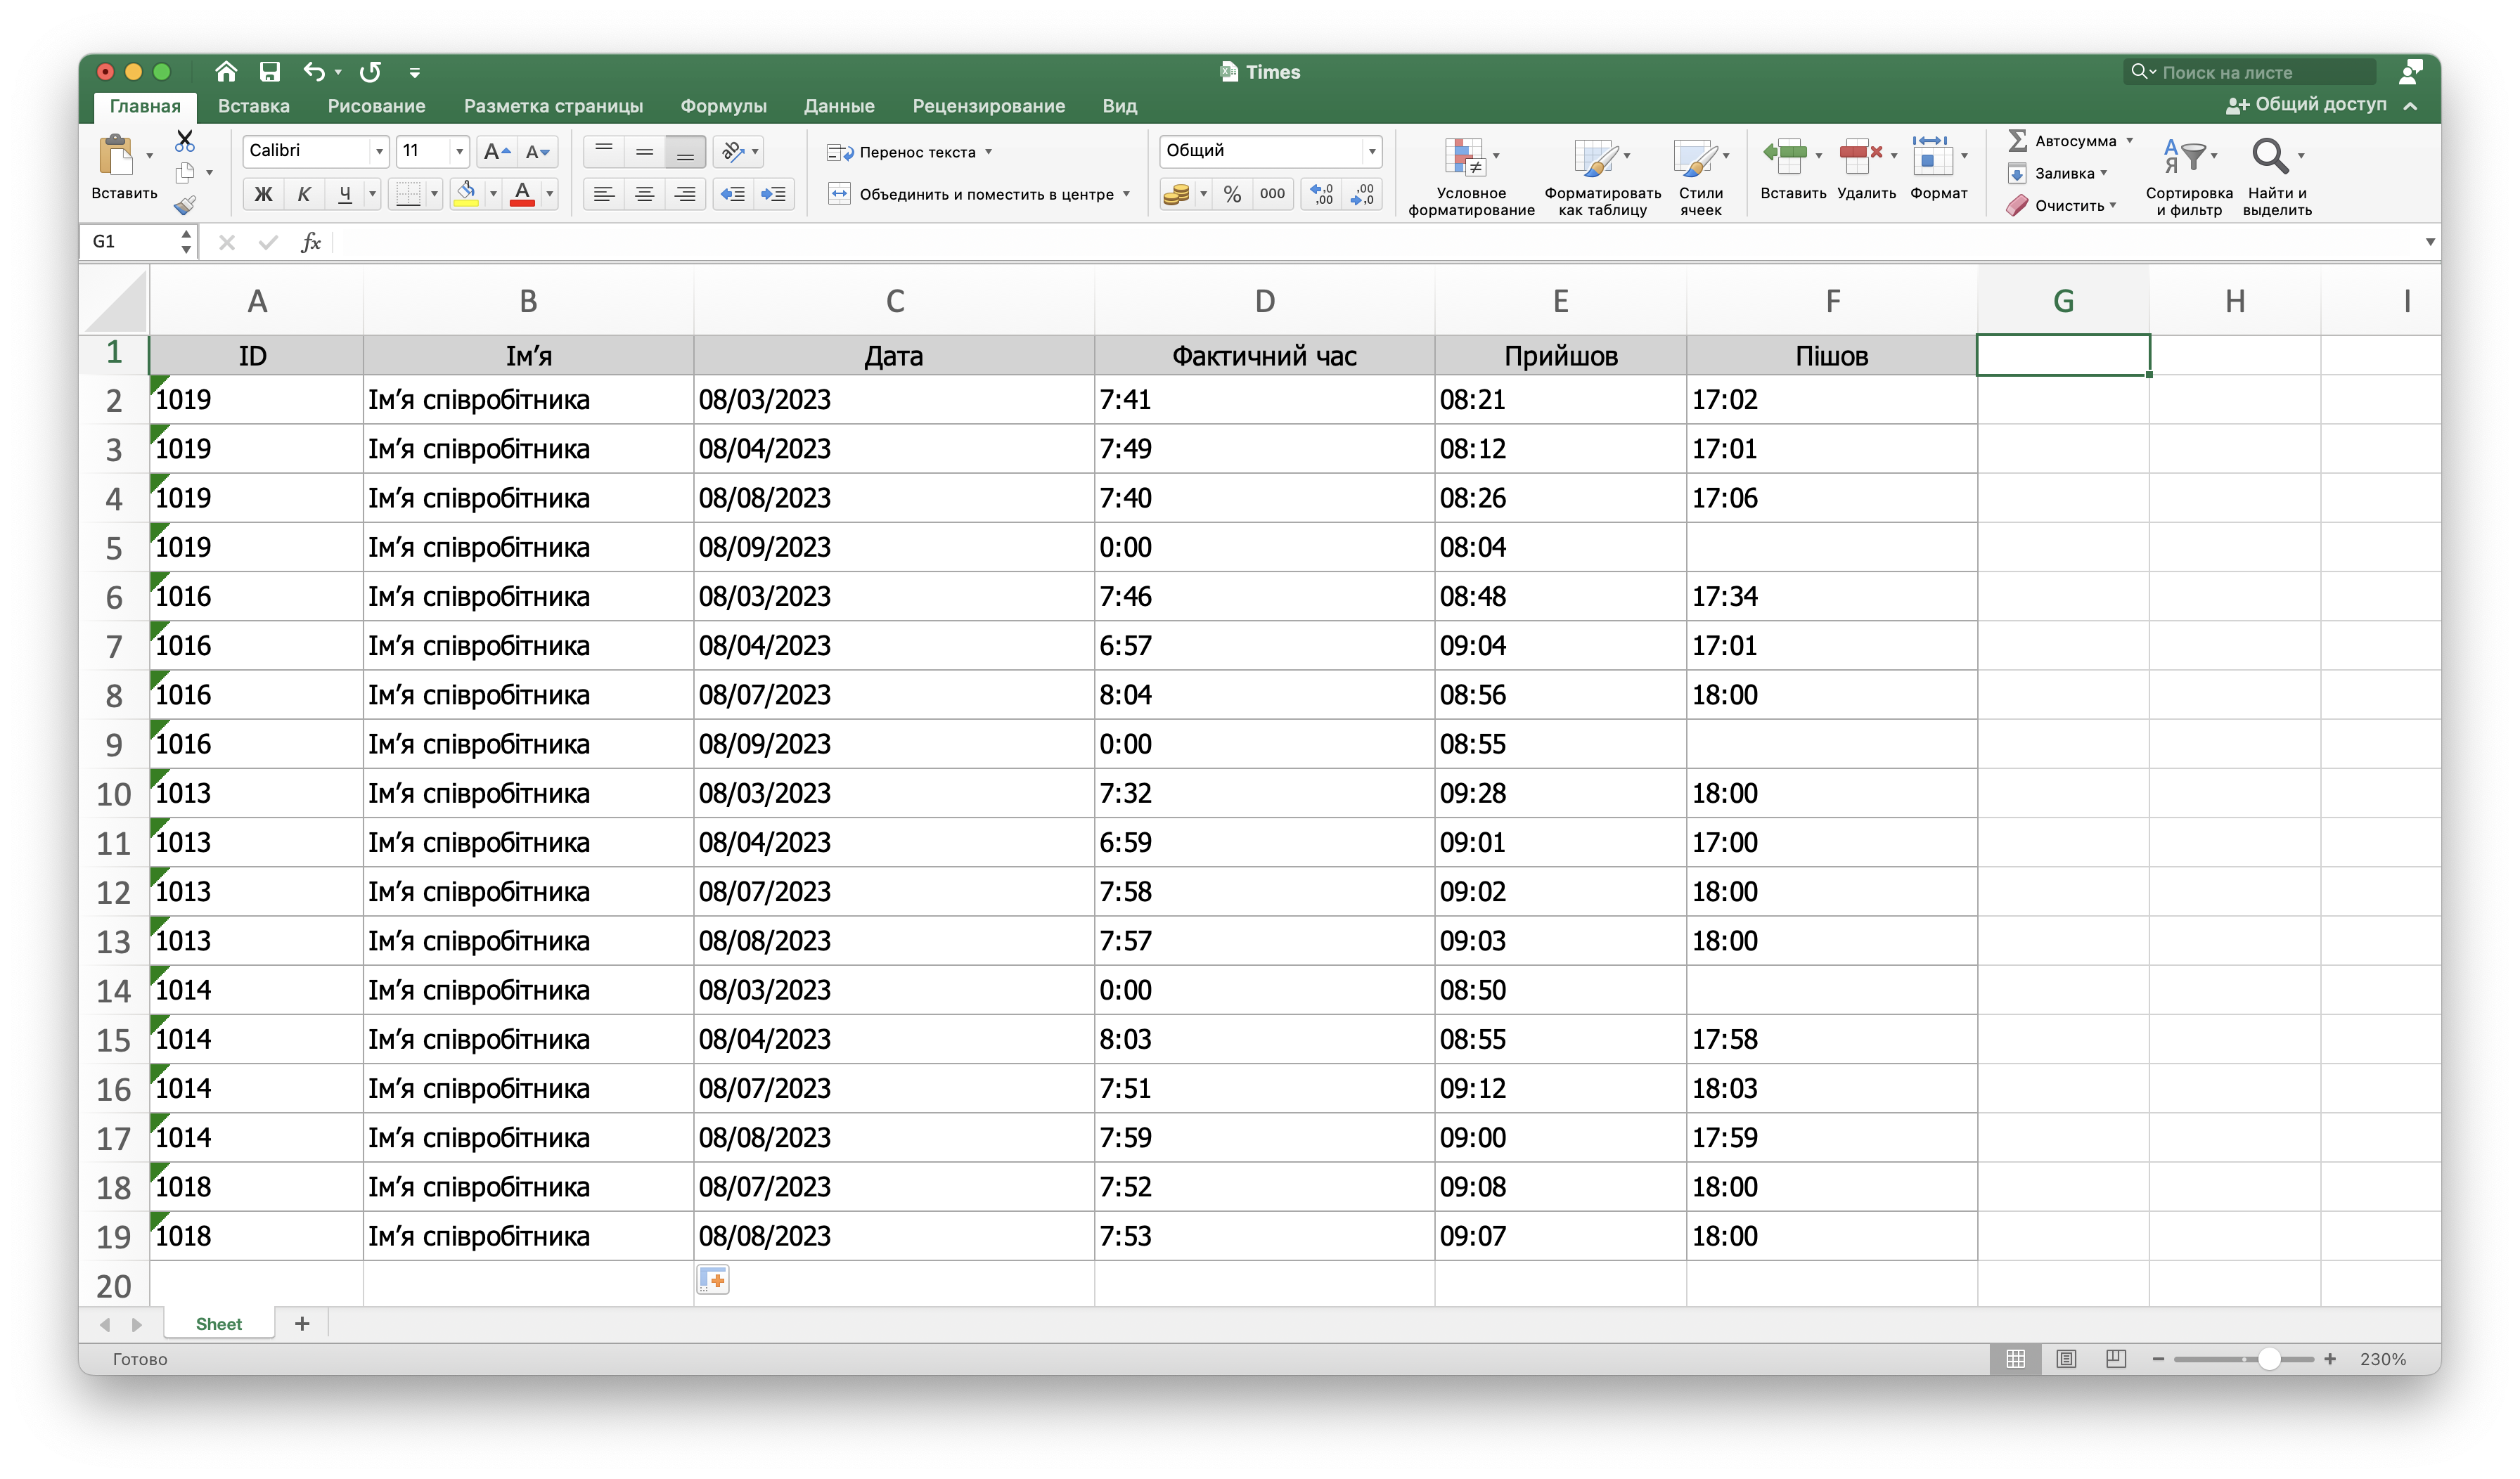 Times
Поиск на листе
Главная Вставка Рисование Разметка страницы Формулы Данные Рецензирование Вид Общий доступ
Вставить
Calibri 11
Ж К Ч
Перенос текста
Объединить и поместить в центре
Общий
% 000
Условное форматирование
Форматировать как таблицу
Стили ячеек
Вставить Удалить Формат
Автосумма
Заливка
Очистить
Сортировка и фильтр
Найти и выделить
G1 fx
A B C D E F G H I
1 ID Ім’я Дата Фактичний час Прийшов Пішов
2 1019 Ім’я співробітника 08/03/2023 7:41 08:21 17:02
3 1019 Ім’я співробітника 08/04/2023 7:49 08:12 17:01
4 1019 Ім’я співробітника 08/08/2023 7:40 08:26 17:06
5 1019 Ім’я співробітника 08/09/2023 0:00 08:04
6 1016 Ім’я співробітника 08/03/2023 7:46 08:48 17:34
7 1016 Ім’я співробітника 08/04/2023 6:57 09:04 17:01
8 1016 Ім’я співробітника 08/07/2023 8:04 08:56 18:00
9 1016 Ім’я співробітника 08/09/2023 0:00 08:55
10 1013 Ім’я співробітника 08/03/2023 7:32 09:28 18:00
11 1013 Ім’я співробітника 08/04/2023 6:59 09:01 17:00
12 1013 Ім’я співробітника 08/07/2023 7:58 09:02 18:00
13 1013 Ім’я співробітника 08/08/2023 7:57 09:03 18:00
14 1014 Ім’я співробітника 08/03/2023 0:00 08:50
15 1014 Ім’я співробітника 08/04/2023 8:03 08:55 17:58
16 1014 Ім’я співробітника 08/07/2023 7:51 09:12 18:03
17 1014 Ім’я співробітника 08/08/2023 7:59 09:00 17:59
18 1018 Ім’я співробітника 08/07/2023 7:52 09:08 18:00
19 1018 Ім’я співробітника 08/08/2023 7:53 09:07 18:00
20
Sheet
Готово 230%